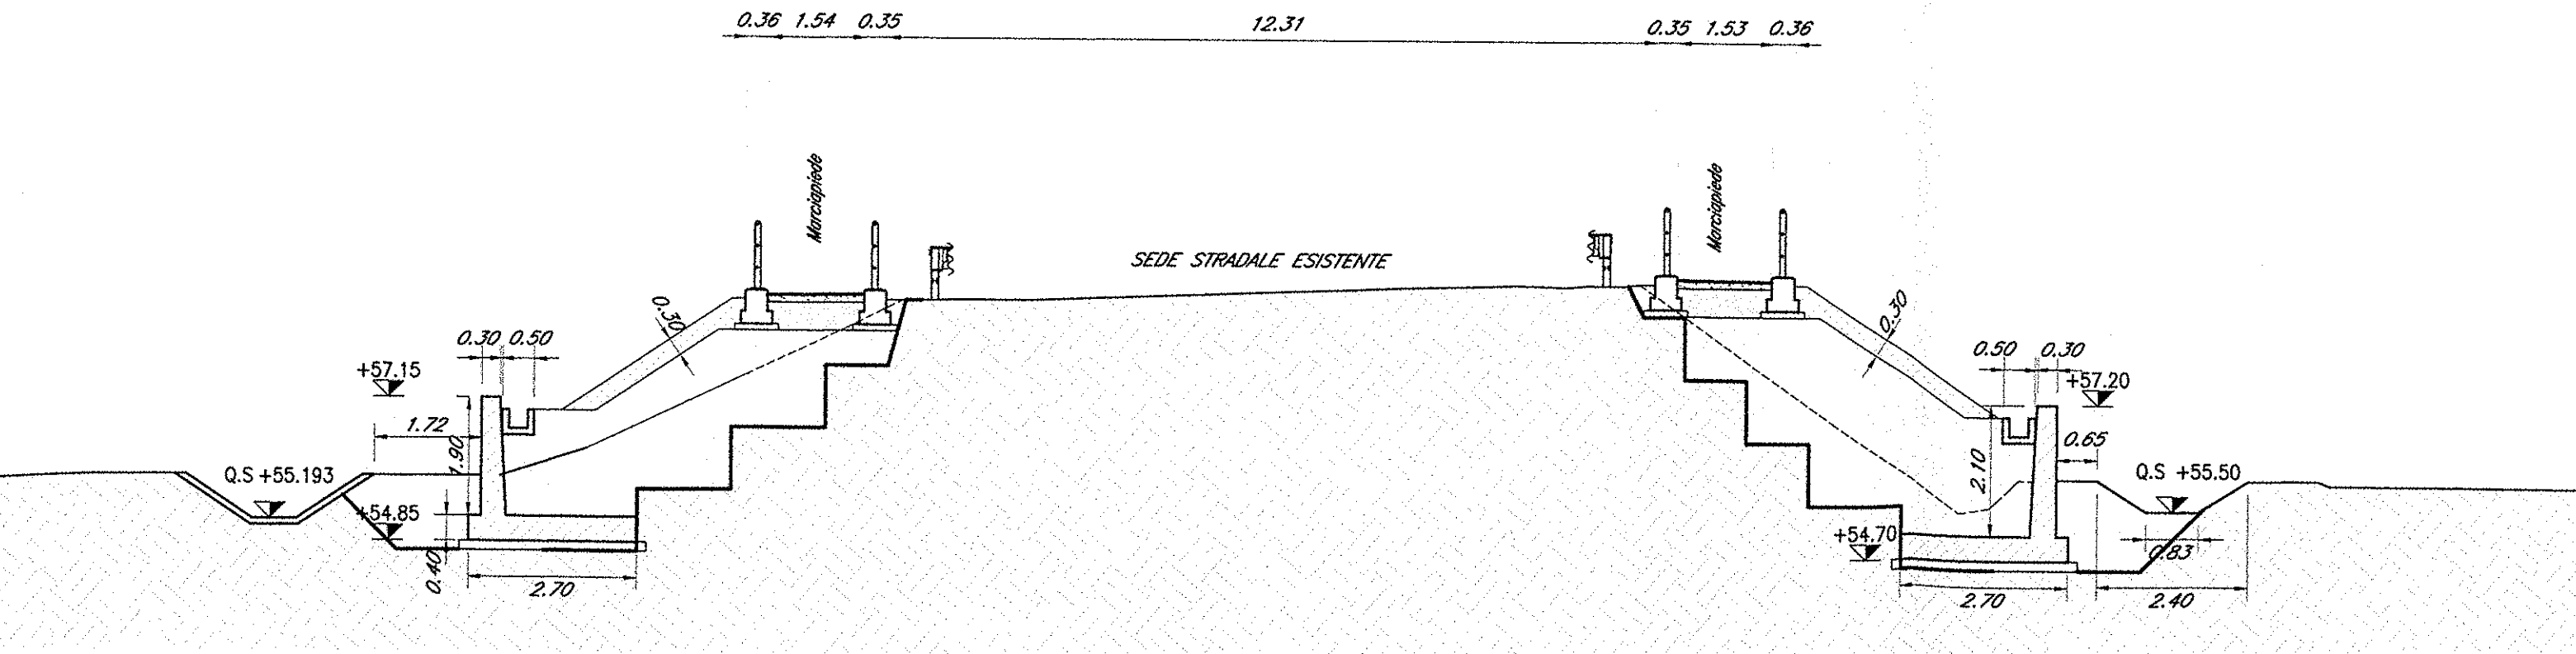 0.36 1.54 0.35 12.31 0.35 1.53 0.36
Marciapiede
Marciapiede
SEDE STRADALE ESISTENTE
0.30
0.30
0.30 0.50
0.50 0.30
+57.15
+57.20
1.72
1.90
0.65
2.10
Q.S +55.193
Q.S +55.50
+54.85
+54.70
0.83
0.40
2.70
2.70
2.40